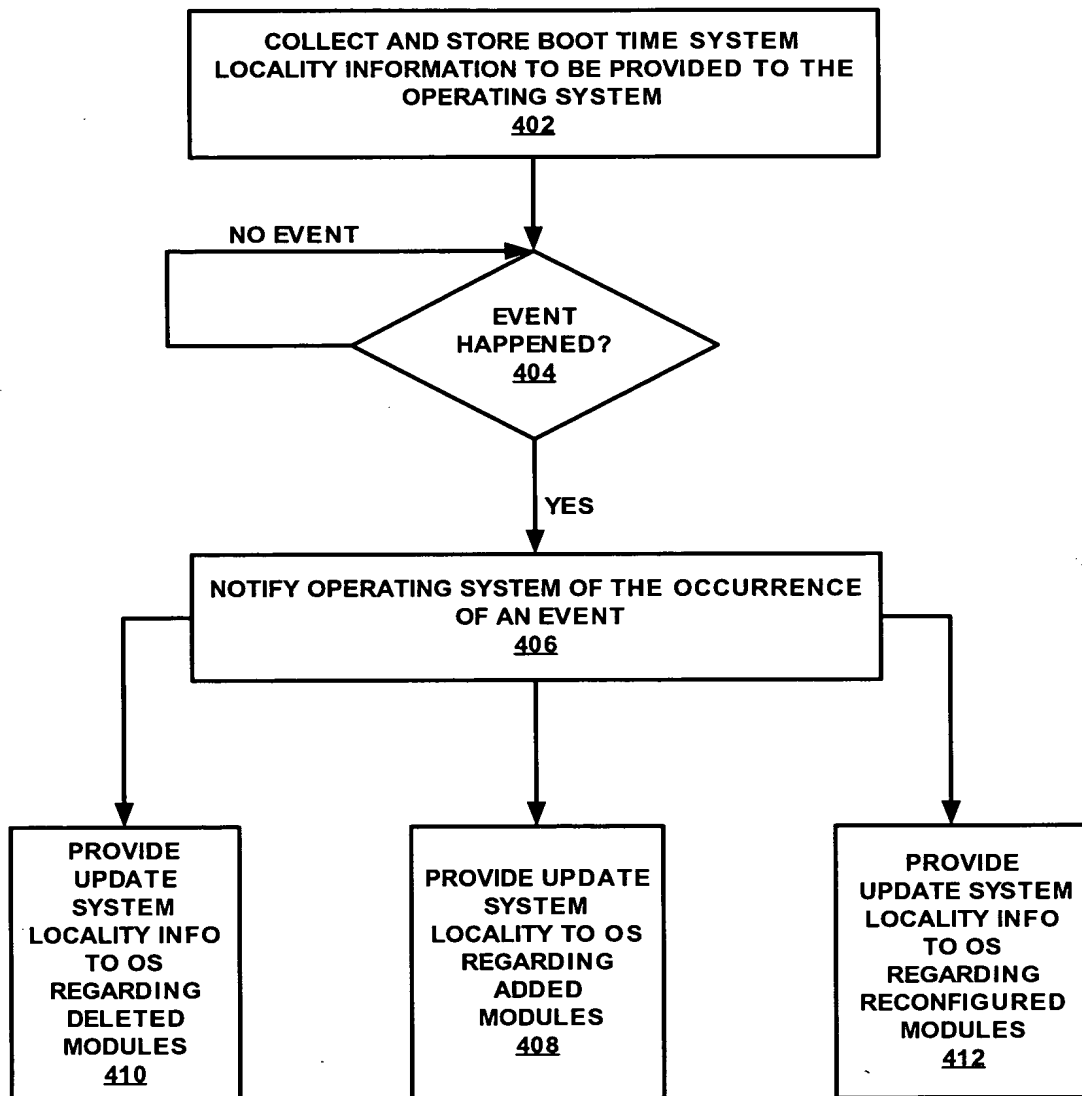 COLLECT AND STORE BOOT TIME SYSTEM
LOCALITY INFORMATION TO BE PROVIDED TO THE
OPERATING SYSTEM
402
NO EVENT
EVENT
HAPPENED?
404
YES
NOTIFY OPERATING SYSTEM OF THE OCCURRENCE
OF AN EVENT
406
PROVIDE
UPDATE
SYSTEM
LOCALITY INFO
TO OS
REGARDING
DELETED
MODULES
410
PROVIDE UPDATE
SYSTEM
LOCALITY TO OS
REGARDING
ADDED
MODULES
408
PROVIDE
UPDATE SYSTEM
LOCALITY INFO
TO OS
REGARDING
RECONFIGURED
MODULES
412